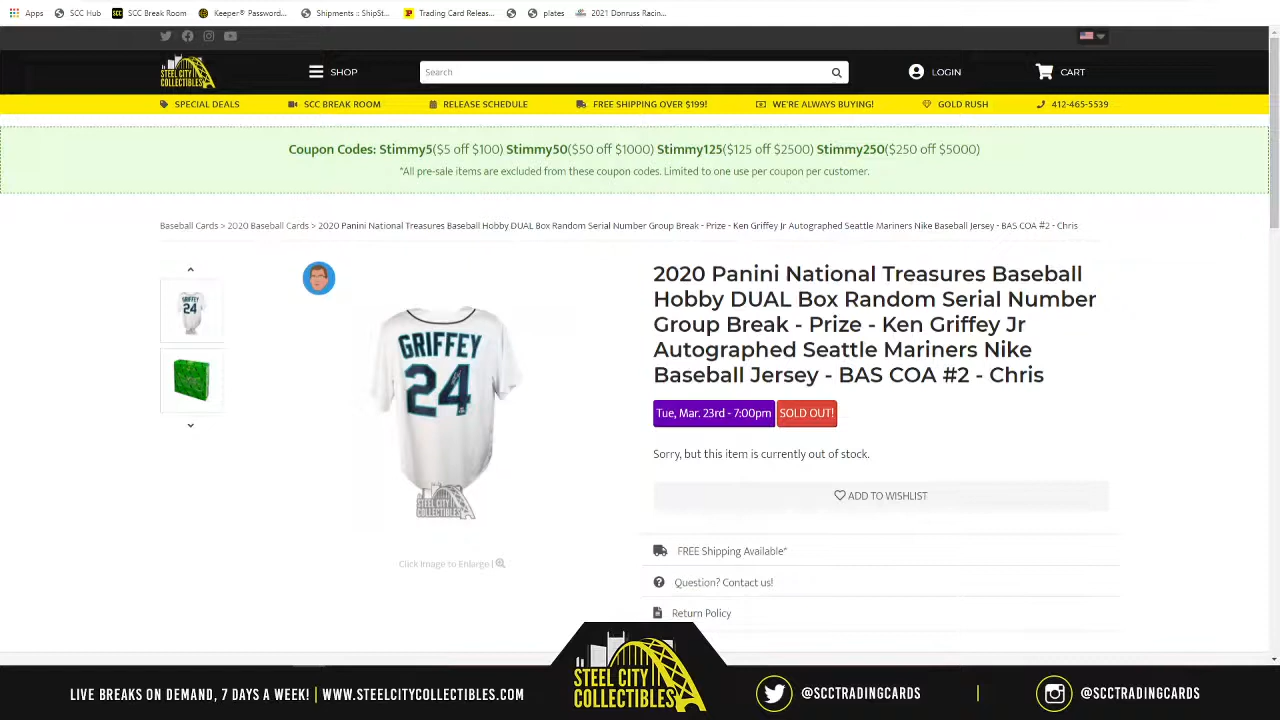 Apps SCC Hub SCC Break Room Keeper® Password... Shipments :: ShipSt... Trading Card Releas... plates 2021 Donruss Racin...
STEEL CITY COLLECTIBLES
SHOP
Search
LOGIN
CART
SPECIAL DEALS SCC BREAK ROOM RELEASE SCHEDULE FREE SHIPPING OVER $199! WE'RE ALWAYS BUYING! GOLD RUSH 412-465-5539
Coupon Codes: Stimmy5($5 off $100) Stimmy50($50 off $1000) Stimmy125($125 off $2500) Stimmy250($250 off $5000)
*All pre-sale items are excluded from these coupon codes. Limited to one use per coupon per customer.
Baseball Cards > 2020 Baseball Cards > 2020 Panini National Treasures Baseball Hobby DUAL Box Random Serial Number Group Break - Prize - Ken Griffey Jr Autographed Seattle Mariners Nike Baseball Jersey - BAS COA #2 - Chris
GRIFFEY
24
GRIFFEY
24
STEEL CITY
COLLECTIBLES
Click Image to Enlarge |
2020 Panini National Treasures Baseball
Hobby DUAL Box Random Serial Number
Group Break - Prize - Ken Griffey Jr
Autographed Seattle Mariners Nike
Baseball Jersey - BAS COA #2 - Chris
Tue, Mar. 23rd - 7:00pm SOLD OUT!
Sorry, but this item is currently out of stock.
ADD TO WISHLIST
FREE Shipping Available*
Question? Contact us!
Return Policy
LIVE BREAKS ON DEMAND, 7 DAYS A WEEK! | WWW.STEELCITYCOLLECTIBLES.COM
STEEL CITY
COLLECTIBLES
@SCCTRADINGCARDS | @SCCTRADINGCARDS